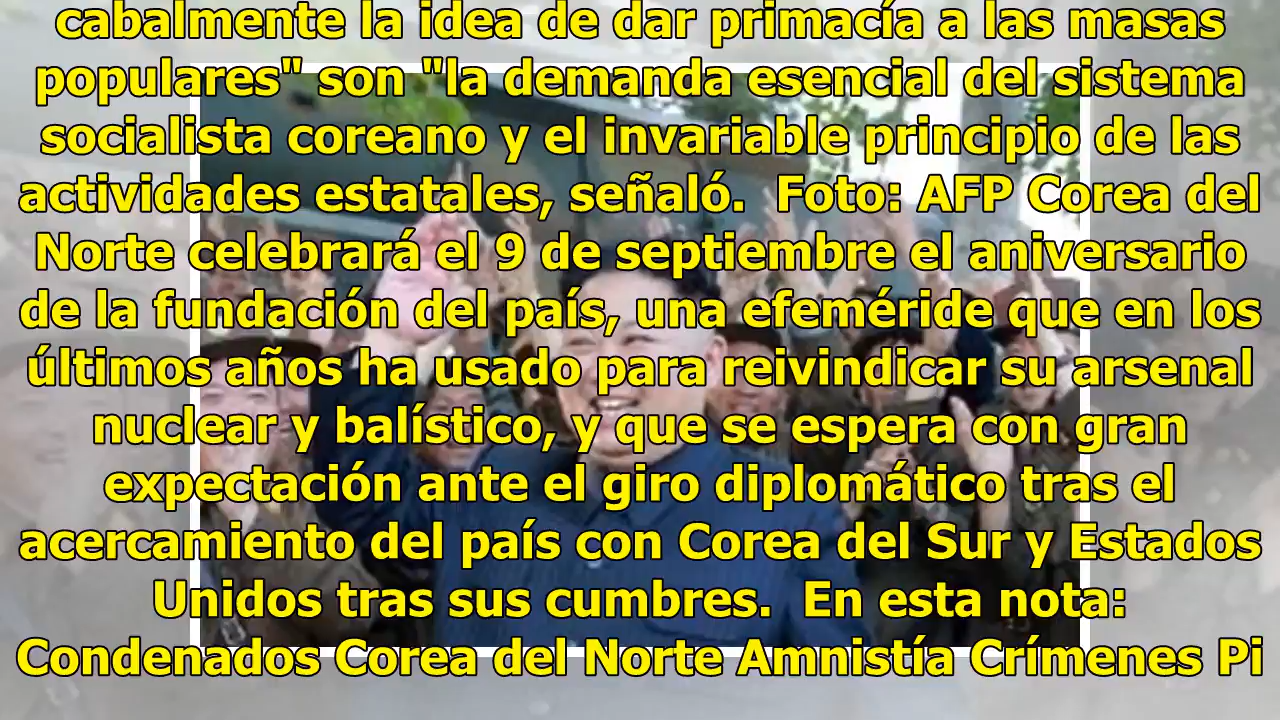 cabalmente la idea de dar primacía a las masas
populares" son "la demanda esencial del sistema
socialista coreano y el invariable principio de las
actividades estatales, señaló.  Foto: AFP Corea del
Norte celebrará el 9 de septiembre el aniversario
de la fundación del país, una efeméride que en los
últimos años ha usado para reivindicar su arsenal
nuclear y balístico, y que se espera con gran
expectación ante el giro diplomático tras el
acercamiento del país con Corea del Sur y Estados
Unidos tras sus cumbres.  En esta nota:
Condenados Corea del Norte Amnistía Crímenes Pi